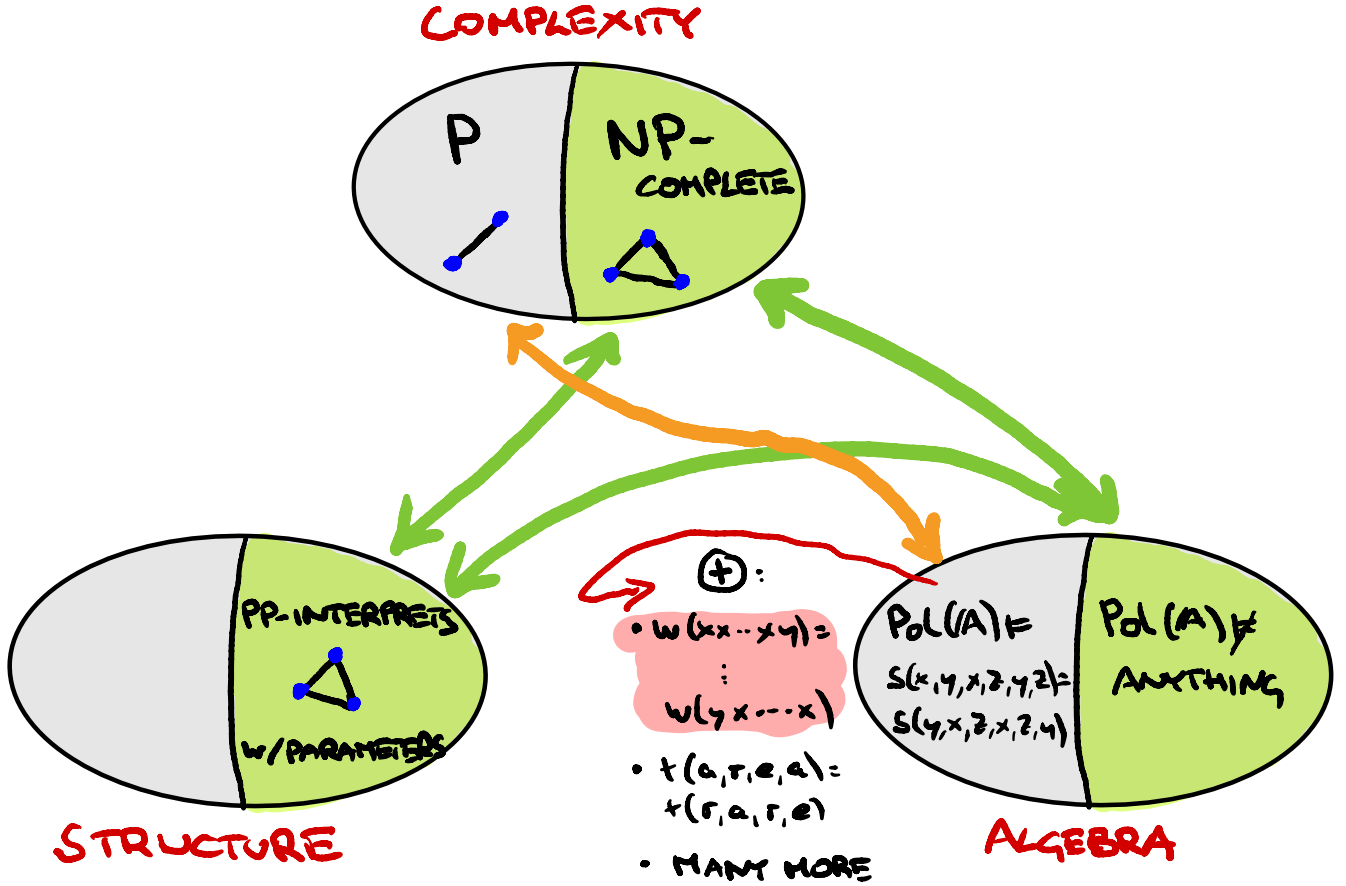 COMPLEXITY
P
NP-
COMPLETE
PP-INTERPRETS
W/PARAMETERS
STRUCTURE
⊕:
• w(xx··xy)=
⋮
w(yx····x)
• t(a,r,e,a)=
t(r,a,r,e)
• MANY MORE
Pol(𝔸)⊨
S(x,y,x,z,y,z)=
S(y,x,z,x,z,y)
Pol(𝔸)⊭
ANYTHING
ALGEBRA